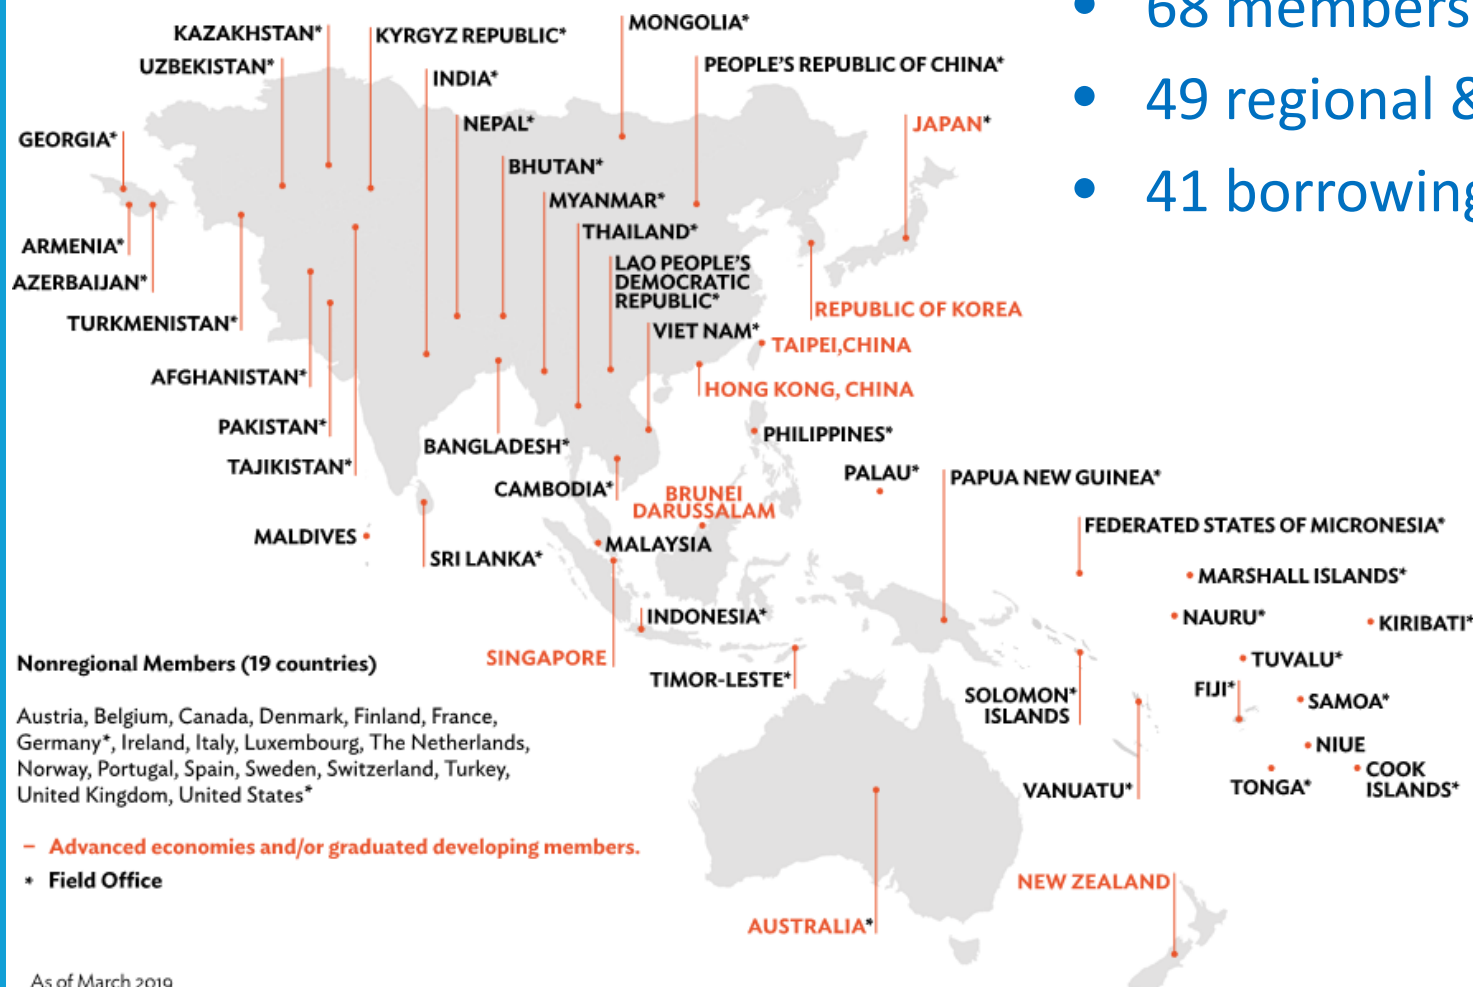 • 68 members
• 49 regional &
• 41 borrowing
KAZAKHSTAN*
KYRGYZ REPUBLIC*
MONGOLIA*
UZBEKISTAN*
INDIA*
PEOPLE'S REPUBLIC OF CHINA*
GEORGIA*
NEPAL*
JAPAN*
BHUTAN*
MYANMAR*
THAILAND*
ARMENIA*
LAO PEOPLE'S
DEMOCRATIC
REPUBLIC*
AZERBAIJAN*
REPUBLIC OF KOREA
TURKMENISTAN*
VIET NAM*
TAIPEI,CHINA
AFGHANISTAN*
HONG KONG, CHINA
PAKISTAN*
PHILIPPINES*
BANGLADESH*
TAJIKISTAN*
PALAU*
PAPUA NEW GUINEA*
CAMBODIA*
BRUNEI
DARUSSALAM
FEDERATED STATES OF MICRONESIA*
MALDIVES
MALAYSIA
SRI LANKA*
MARSHALL ISLANDS*
INDONESIA*
NAURU*
KIRIBATI*
SINGAPORE
TUVALU*
TIMOR-LESTE*
FIJI*
SOLOMON*
ISLANDS
SAMOA*
NIUE
VANUATU*
TONGA*
COOK
ISLANDS*
Nonregional Members (19 countries)
Austria, Belgium, Canada, Denmark, Finland, France,
Germany*, Ireland, Italy, Luxembourg, The Netherlands,
Norway, Portugal, Spain, Sweden, Switzerland, Turkey,
United Kingdom, United States*
– Advanced economies and/or graduated developing members.
* Field Office
NEW ZEALAND
AUSTRALIA*
As of March 2019